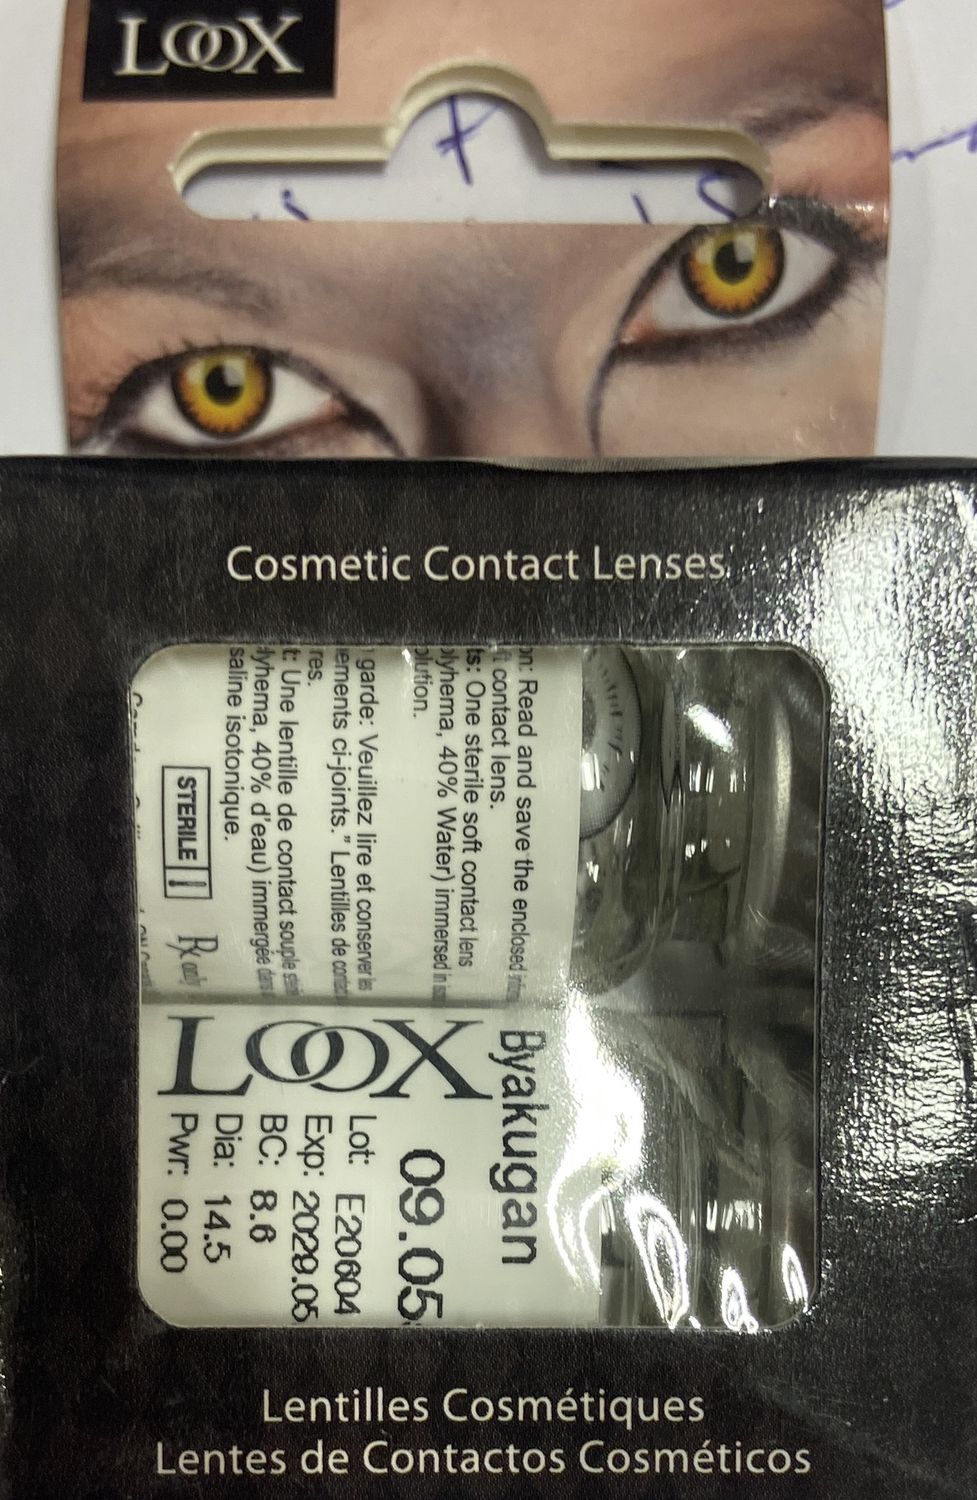 LOOX
Cosmetic Contact Lenses
on: Read and save the enclosed
t contact lens.
ts: One sterile soft contact lens
olyhema, 40% Water) immersed in
olution.
garde: Veuillez lire et conserver les
ements ci-joints." Lentilles de
res.
t: Une lentille de contact souple
lyhema, 40% d'eau) immergée dans
saline isotonique.
STERILE
Rx only
Byakugan
LOOX
09.05
Lot: E20604
Exp: 2029.05
BC: 8.6
Dia: 14.5
Pwr: 0.00
Lentilles Cosmétiques
Lentes de Contactos Cosméticos